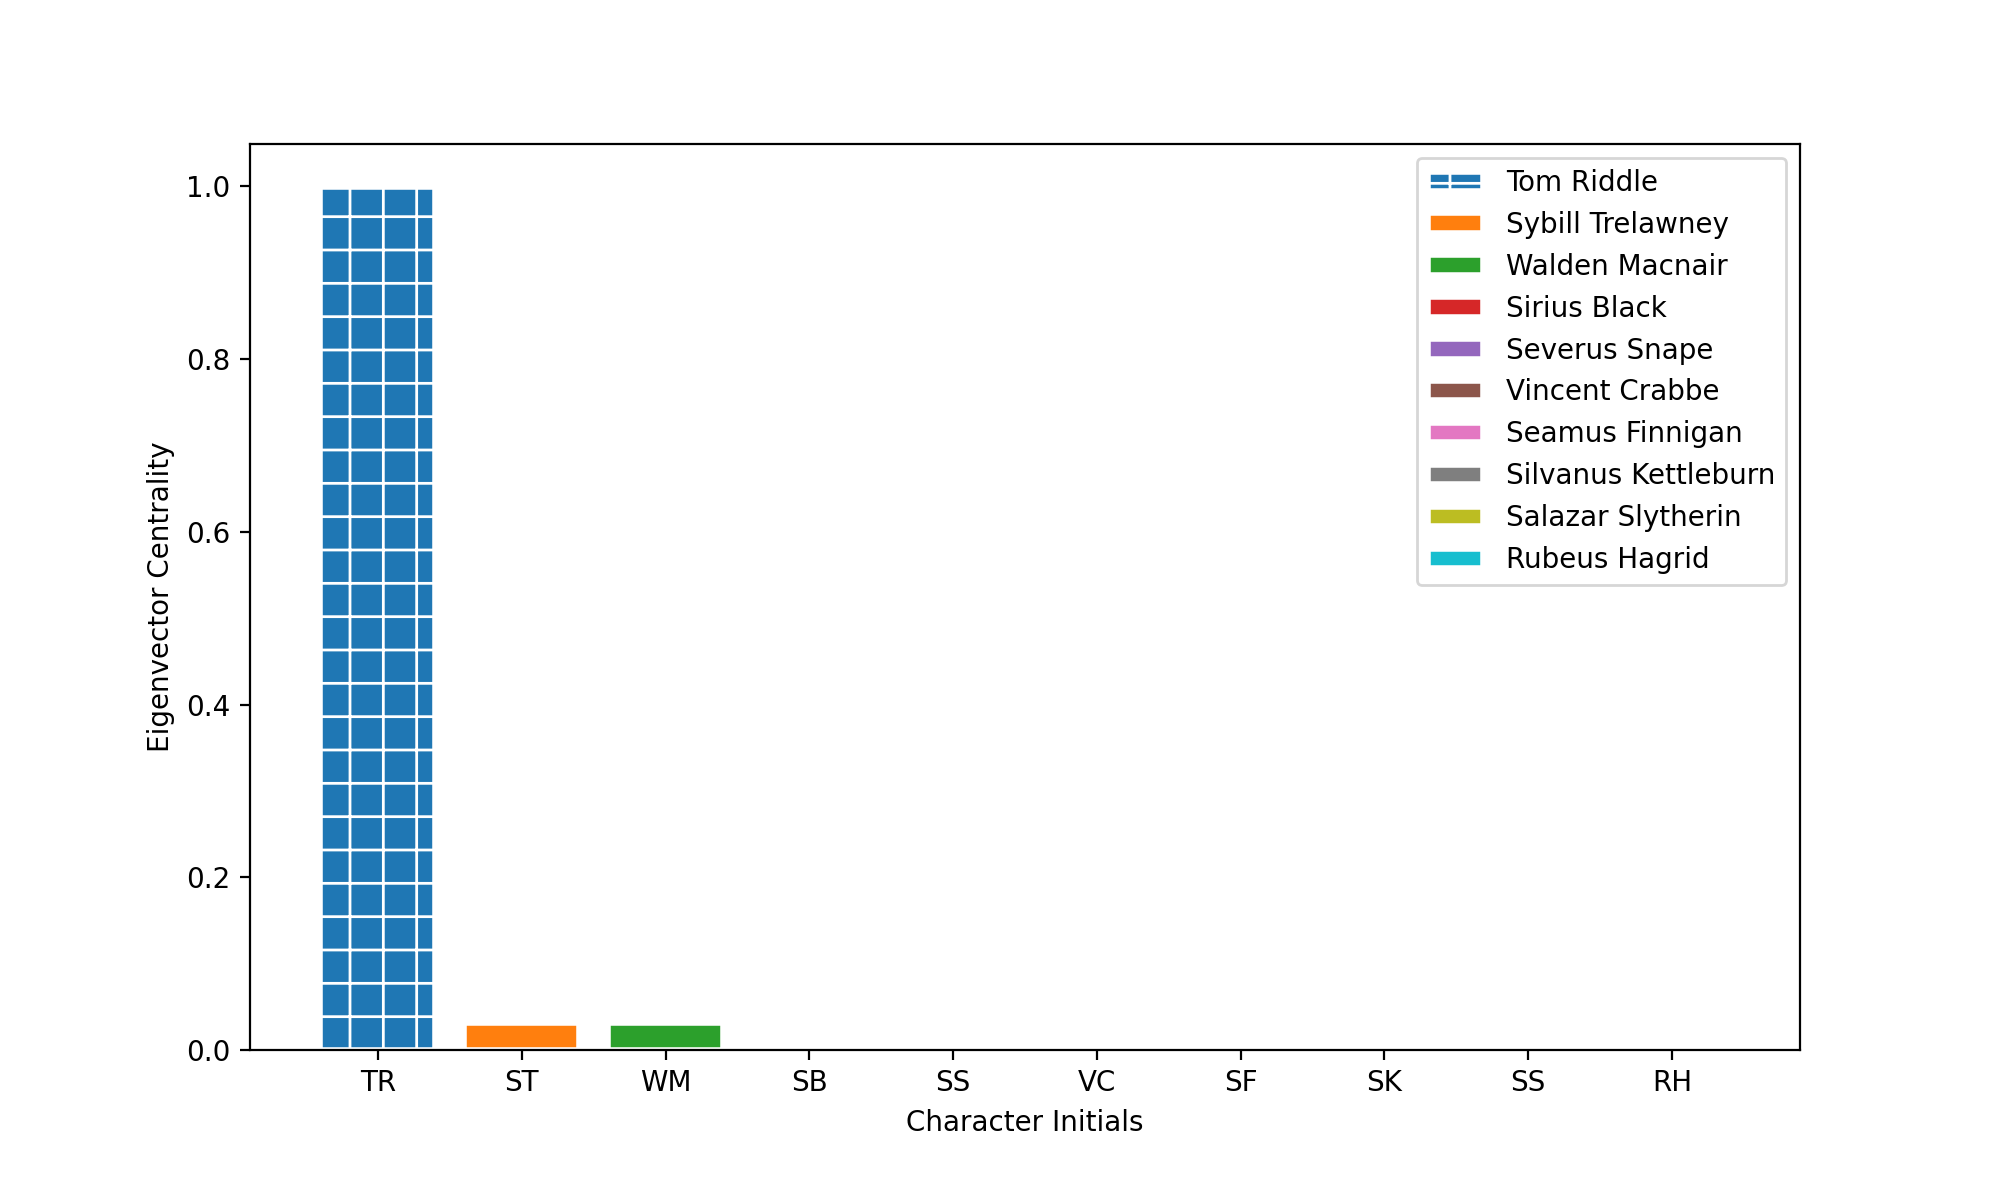 1.0
0.8
0.6
0.4
0.2
0.0
Eigenvector Centrality
TR ST WM SB SS VC SF SK SS RH
Character Initials
Tom Riddle
Sybill Trelawney
Walden Macnair
Sirius Black
Severus Snape
Vincent Crabbe
Seamus Finnigan
Silvanus Kettleburn
Salazar Slytherin
Rubeus Hagrid